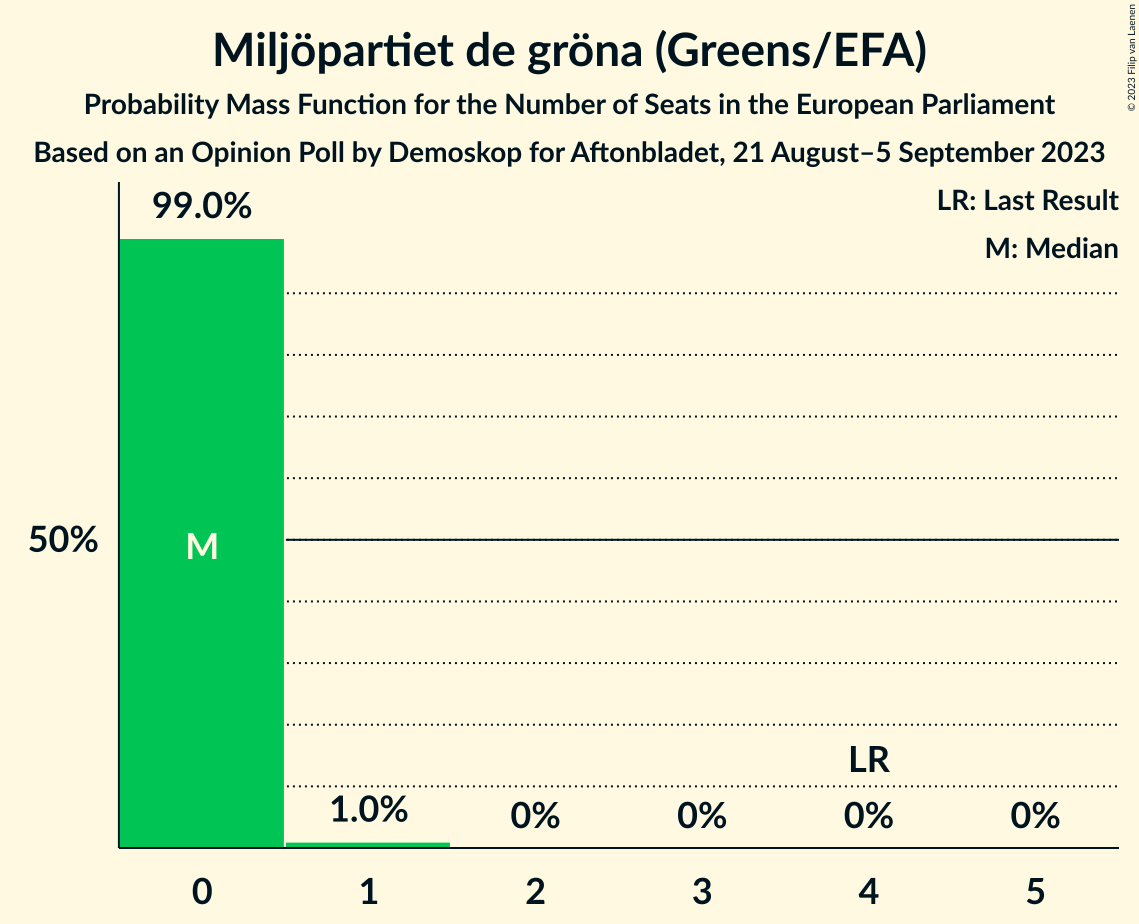 Miljöpartiet de gröna (Greens/EFA)
Probability Mass Function for the Number of Seats in the European Parliament
Based on an Opinion Poll by Demoskop for Aftonbladet, 21 August–5 September 2023
© 2023 Filip van Laenen
LR: Last Result
M: Median
99.0%
50%
M
LR
1.0%
0%
0%
0%
0%
0
1
2
3
4
5